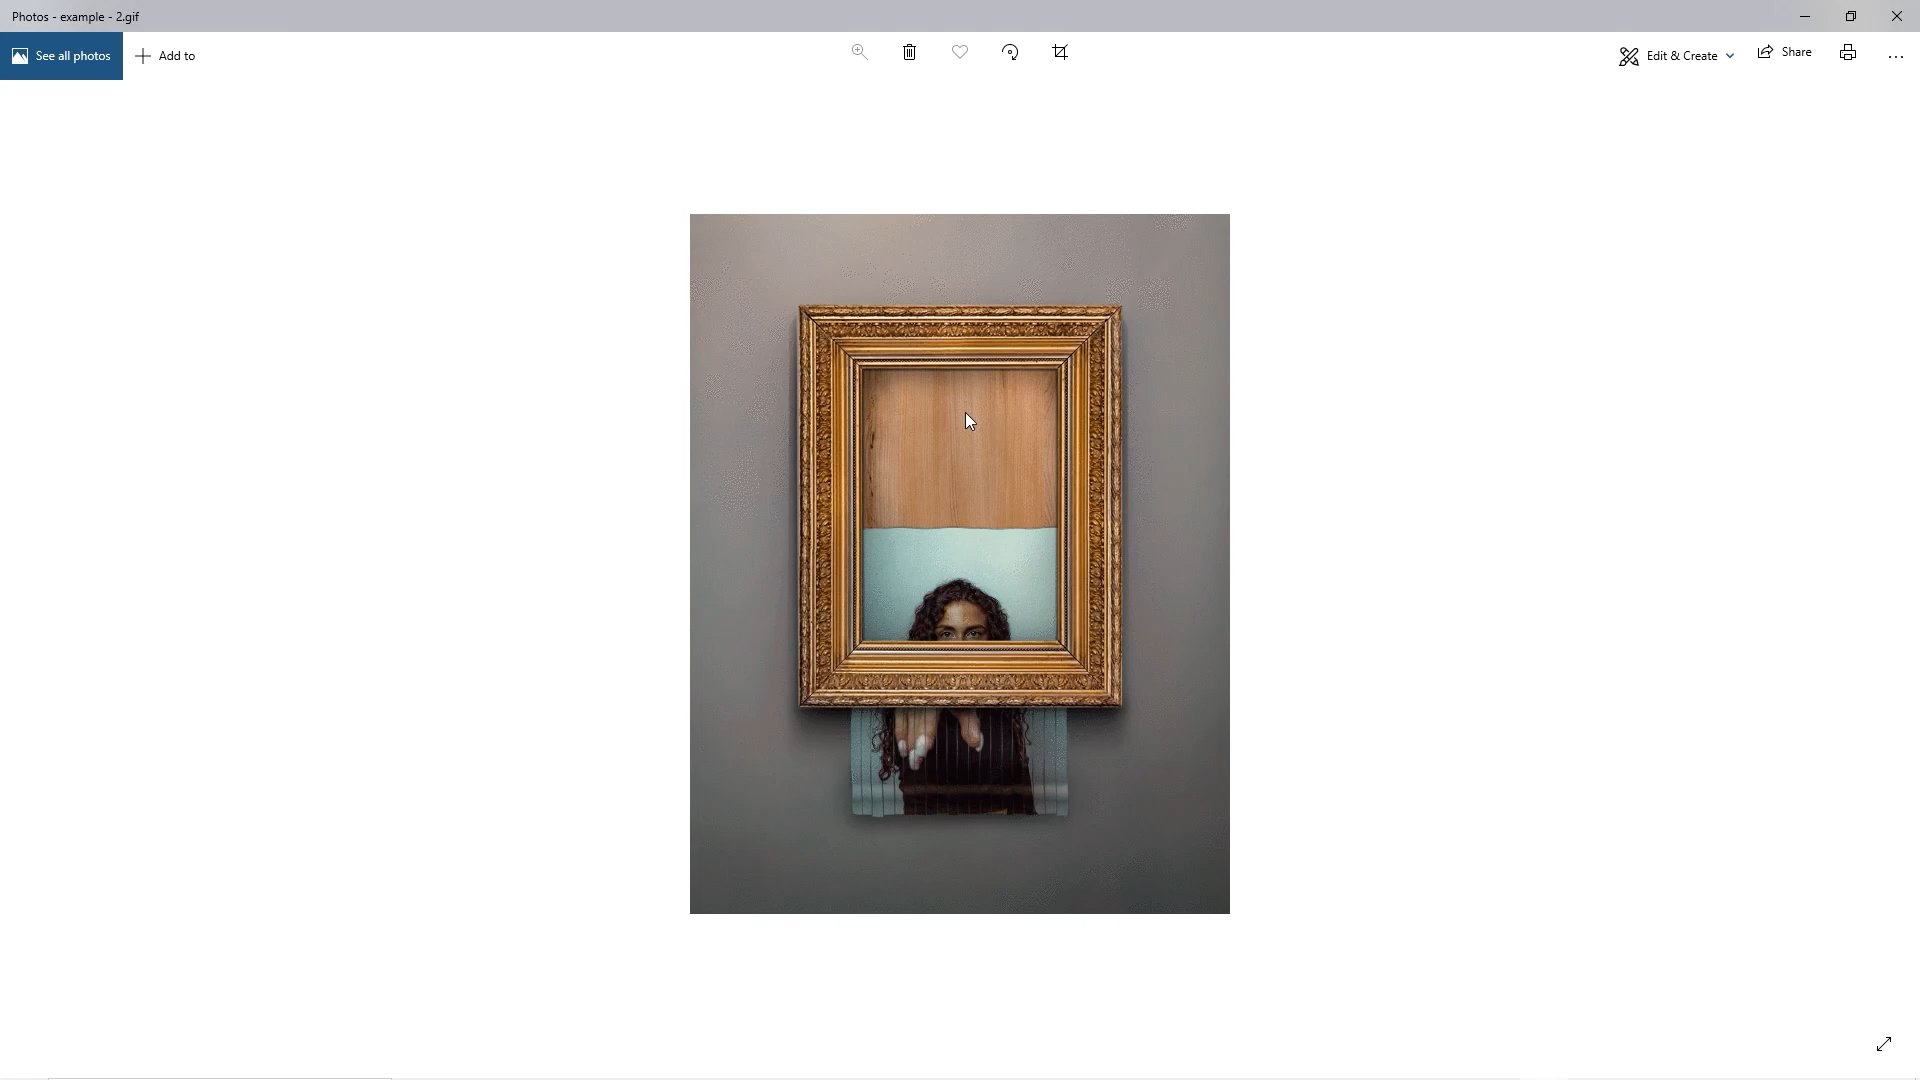 Photos - example - 2.gif
See all photos
Add to
Edit & Create
Share